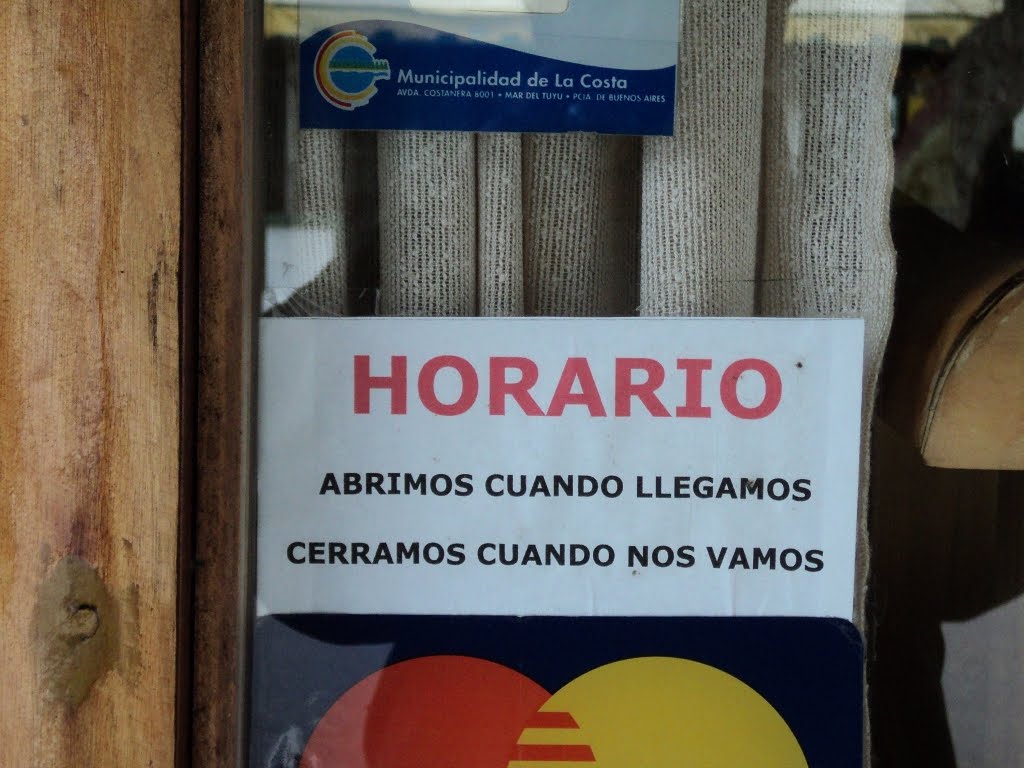 Municipalidad de La Costa
AVDA. COSTANERA 8001 • MAR DEL TUYU • PCIA. DE BUENOS AIRES
HORARIO
ABRIMOS CUANDO LLEGAMOS
CERRAMOS CUANDO NOS VAMOS